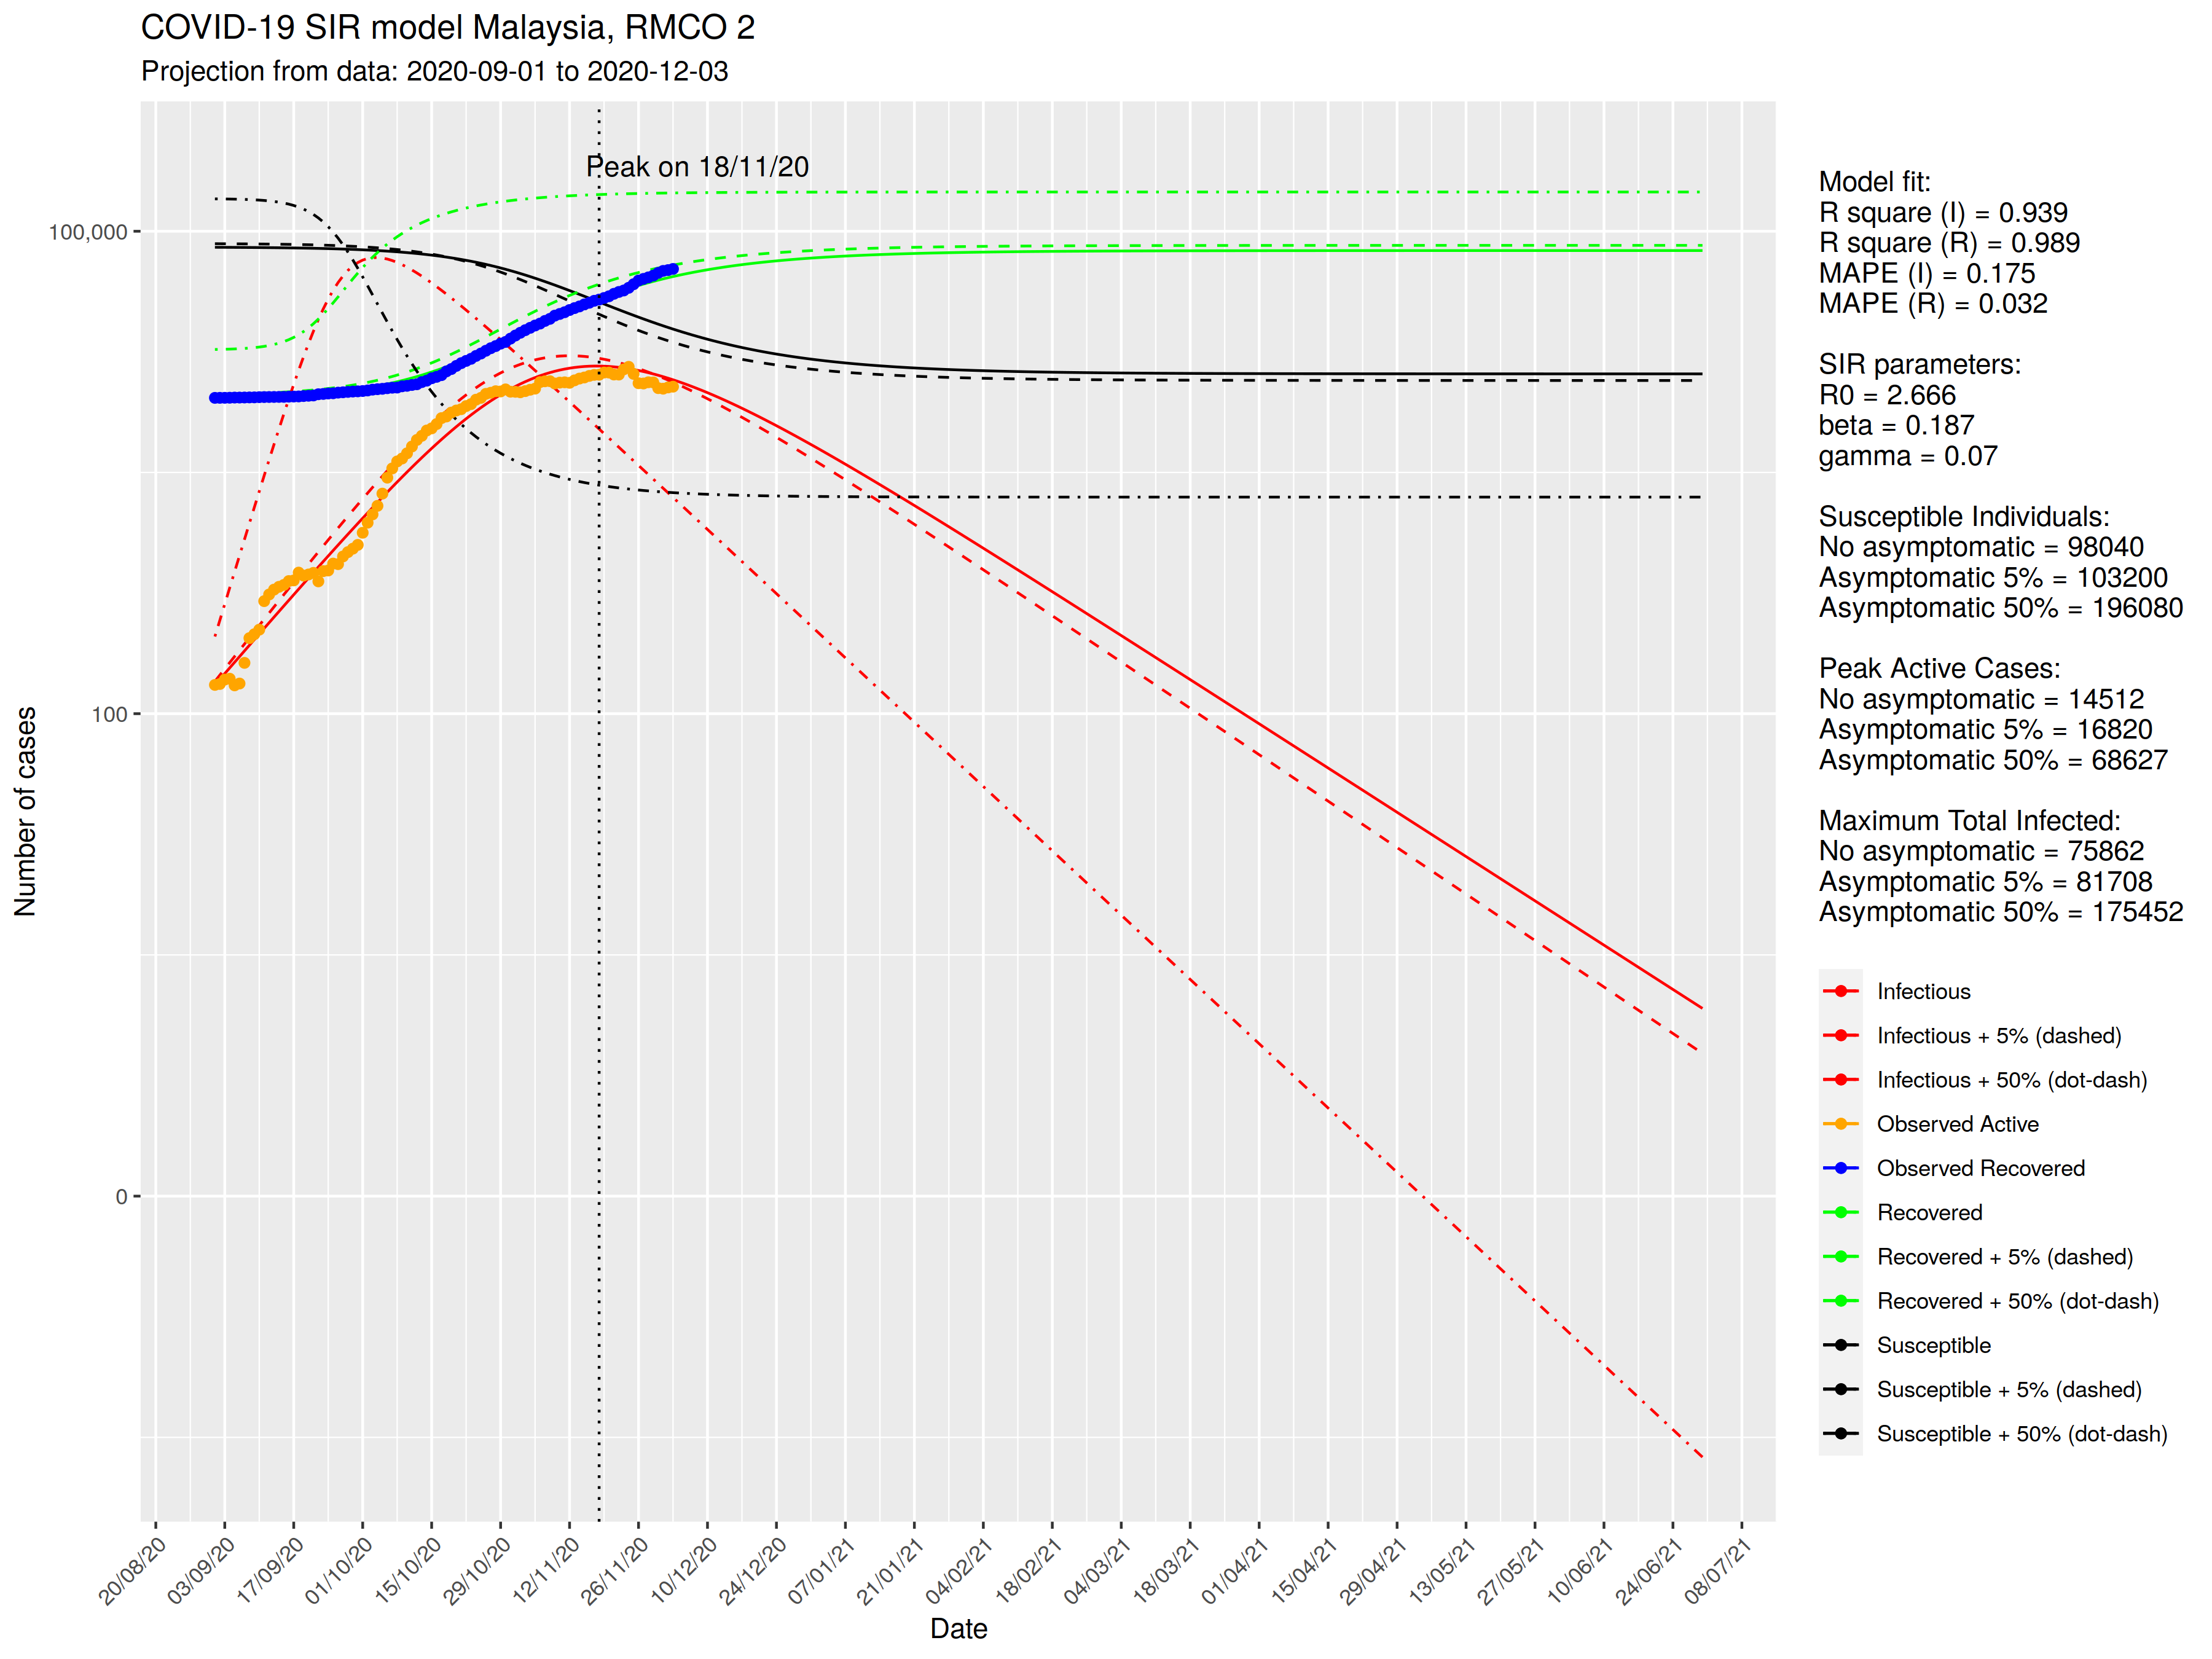 COVID-19 SIR model Malaysia, RMCO 2
Projection from data: 2020-09-01 to 2020-12-03
Peak on 18/11/20
100,000
100
0
Number of cases
20/08/20
03/09/20
17/09/20
01/10/20
15/10/20
29/10/20
12/11/20
26/11/20
10/12/20
24/12/20
07/01/21
21/01/21
04/02/21
18/02/21
04/03/21
18/03/21
01/04/21
15/04/21
29/04/21
13/05/21
27/05/21
10/06/21
24/06/21
08/07/21
Date
Model fit:
R square (I) = 0.939
R square (R) = 0.989
MAPE (I) = 0.175
MAPE (R) = 0.032
SIR parameters:
R0 = 2.666
beta = 0.187
gamma = 0.07
Susceptible Individuals:
No asymptomatic = 98040
Asymptomatic 5% = 103200
Asymptomatic 50% = 196080
Peak Active Cases:
No asymptomatic = 14512
Asymptomatic 5% = 16820
Asymptomatic 50% = 68627
Maximum Total Infected:
No asymptomatic = 75862
Asymptomatic 5% = 81708
Asymptomatic 50% = 175452
Infectious
Infectious + 5% (dashed)
Infectious + 50% (dot-dash)
Observed Active
Observed Recovered
Recovered
Recovered + 5% (dashed)
Recovered + 50% (dot-dash)
Susceptible
Susceptible + 5% (dashed)
Susceptible + 50% (dot-dash)